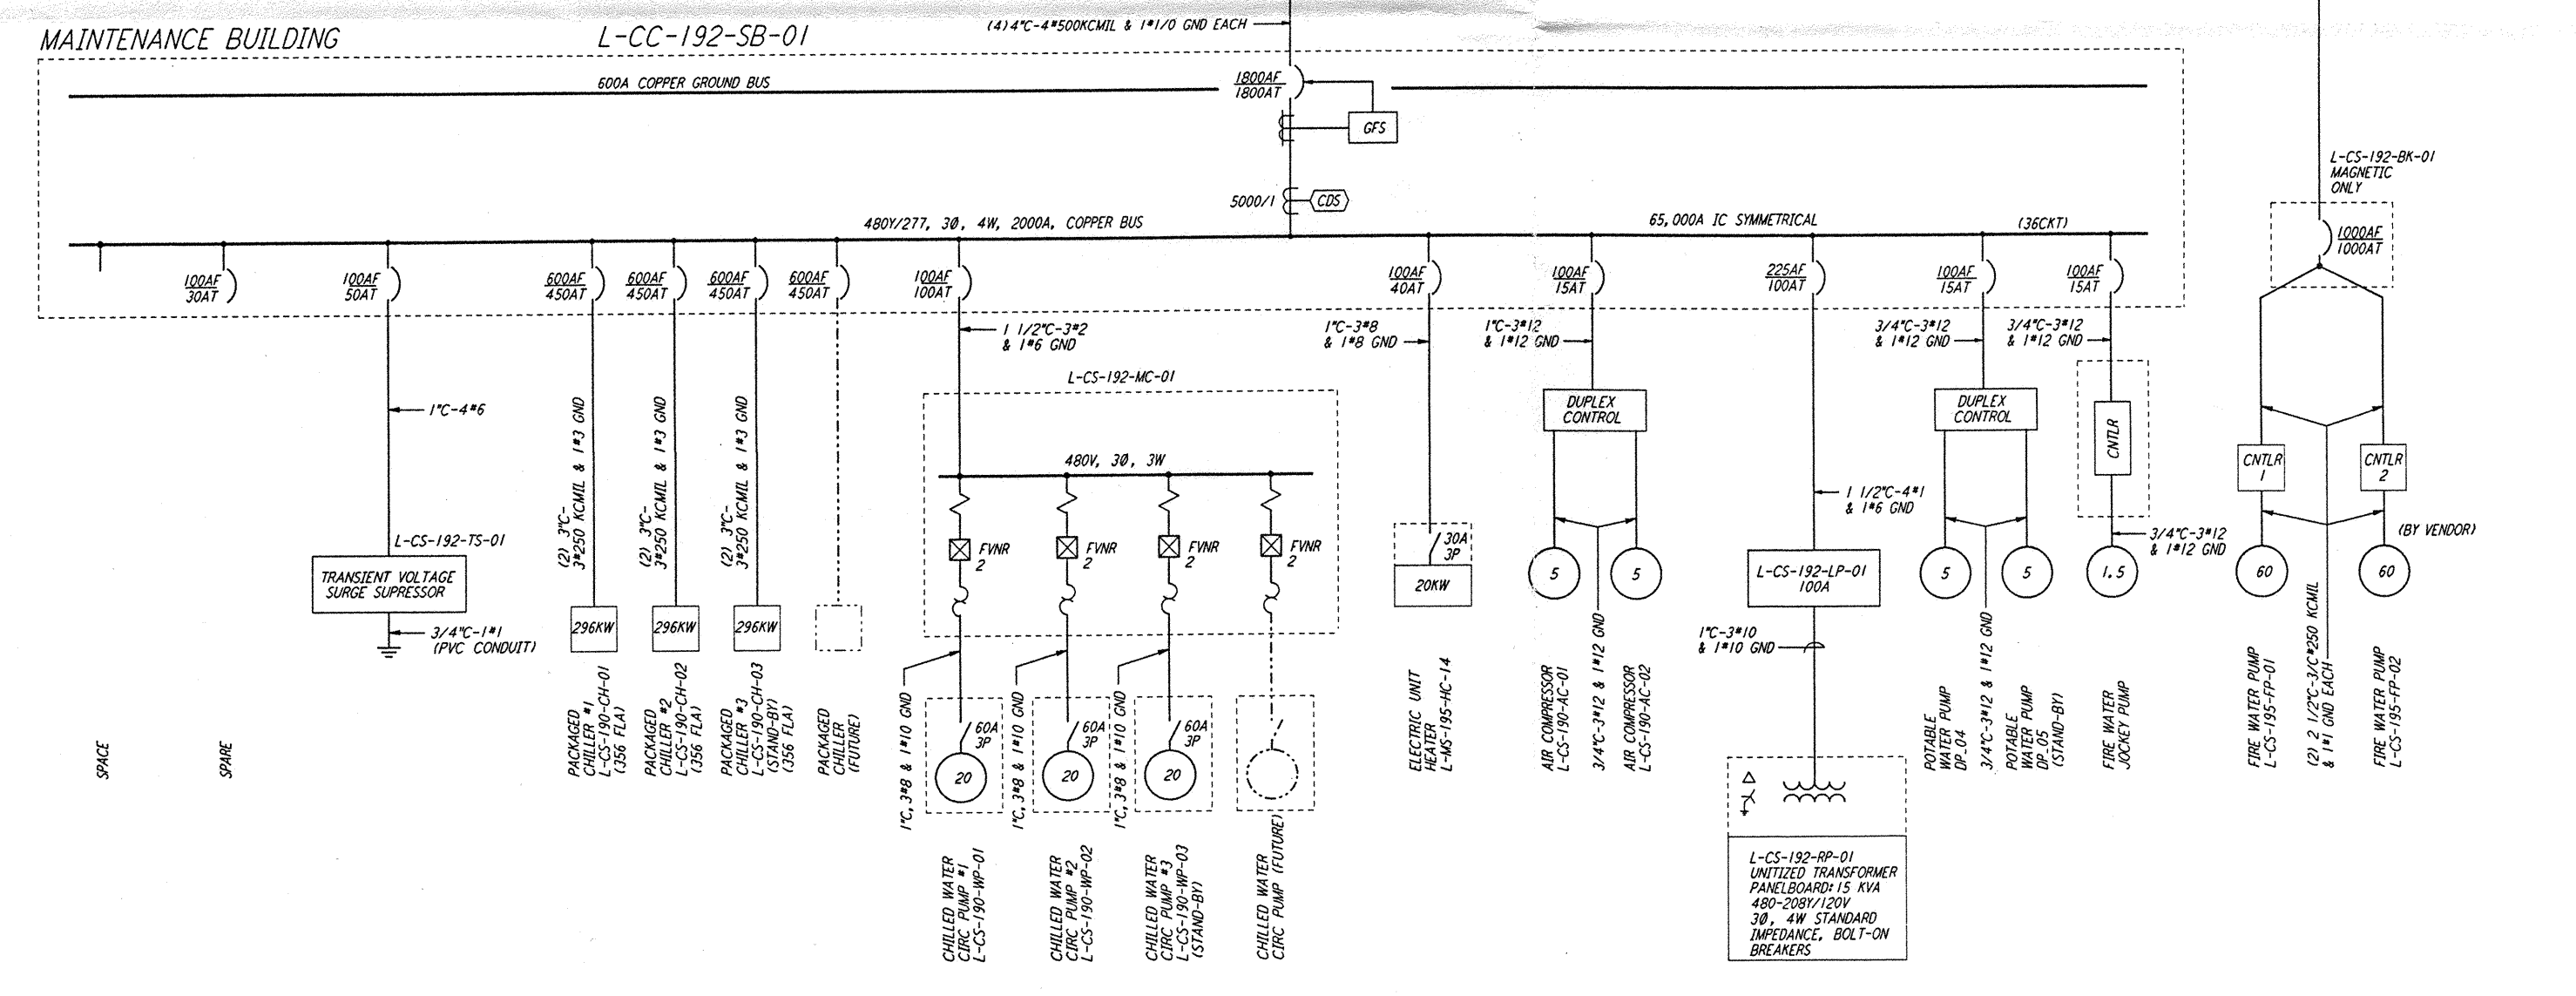 (4)4"C-4#500KCMIL & 1#1/0 GND EACH
MAINTENANCE BUILDING
L-CC-192-SB-01
600A COPPER GROUND BUS
1800AF
1800AT
GFS
5000/1
CDS
480Y/277, 3Ø, 4W, 2000A, COPPER BUS
65,000A IC SYMMETRICAL
(36CKT)
L-CS-192-BK-01
MAGNETIC
ONLY
1000AF
1000AT
100AF
30AT
100AF
50AT
600AF
450AT
600AF
450AT
600AF
450AT
600AF
450AT
100AF
100AT
100AF
40AT
100AF
15AT
225AF
100AT
100AF
15AT
100AF
15AT
SPACE
SPARE
1"C-4#6
L-CS-192-TS-01
TRANSIENT VOLTAGE
SURGE SUPRESSOR
3/4"C-1#1
(PVC CONDUIT)
(2) 3"C-
3#250 KCMIL & 1#3 GND
296KW
PACKAGED
CHILLER #1
L-CS-190-CH-01
(356 FLA)
(2) 3"C-
3#250 KCMIL & 1#3 GND
296KW
PACKAGED
CHILLER #2
L-CS-190-CH-02
(356 FLA)
(2) 3"C-
3#250 KCMIL & 1#3 GND
296KW
PACKAGED
CHILLER #3
L-CS-190-CH-03
(STAND-BY)
(356 FLA)
PACKAGED
CHILLER
(FUTURE)
1 1/2"C-3#2
& 1#6 GND
L-CS-192-MC-01
480V, 3Ø, 3W
FVNR
2
FVNR
2
FVNR
2
FVNR
2
1"C, 3#8 & 1#10 GND
60A
3P
20
CHILLED WATER
CIRC PUMP #1
L-CS-190-WP-01
1"C, 3#8 & 1#10 GND
60A
3P
20
CHILLED WATER
CIRC PUMP #2
L-CS-190-WP-02
1"C, 3#8 & 1#10 GND
60A
3P
20
CHILLED WATER
CIRC PUMP #3
L-CS-190-WP-03
(STAND-BY)
CHILLED WATER
CIRC PUMP (FUTURE)
1"C-3#8
& 1#8 GND
30A
3P
20KW
ELECTRIC UNIT
HEATER
L-MS-195-HC-14
1"C-3#12
& 1#12 GND
DUPLEX
CONTROL
5
5
AIR COMPRESSOR
L-CS-190-AC-01
3/4"C-3#12 & 1#12 GND
AIR COMPRESSOR
L-CS-190-AC-02
1 1/2"C-4#1
& 1#6 GND
L-CS-192-LP-01
100A
1"C-3#10
& 1#10 GND
L-CS-192-RP-01
UNITIZED TRANSFORMER
PANELBOARD: 15 KVA
480-208Y/120V
3Ø, 4W STANDARD
IMPEDANCE, BOLT-ON
BREAKERS
3/4"C-3#12
& 1#12 GND
DUPLEX
CONTROL
5
5
POTABLE
WATER PUMP
DP-04
3/4"C-3#12 & 1#12 GND
POTABLE
WATER PUMP
DP-05
(STAND-BY)
3/4"C-3#12
& 1#12 GND
CNTLR
3/4"C-3#12
& 1#12 GND
1.5
FIRE WATER
JOCKEY PUMP
CNTLR
1
CNTLR
2
(BY VENDOR)
60
60
FIRE WATER PUMP
L-CS-195-FP-01
(2) 2 1/2"C-3/C#250 KCMIL
& 1#1 GND EACH
FIRE WATER PUMP
L-CS-195-FP-02